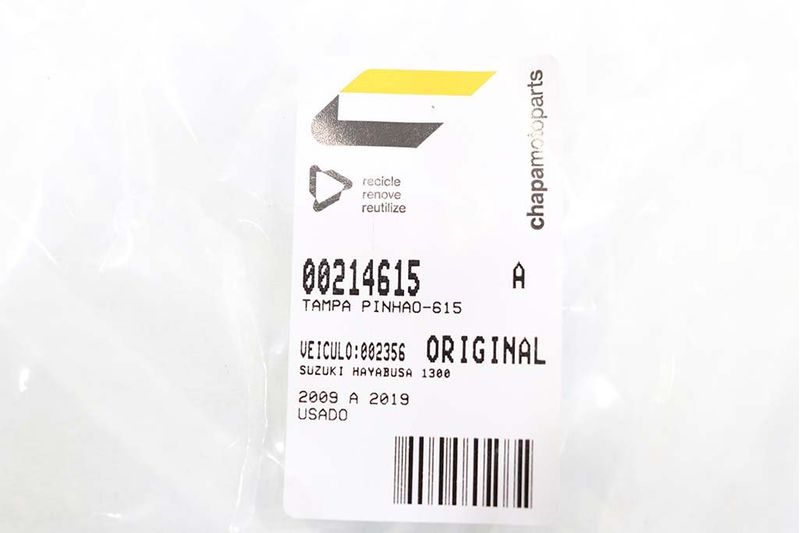 chapamotoparts
recicle
renove
reutilize
00214615 A
TAMPA PINHAO-615
VEICULO:002356 ORIGINAL
SUZUKI HAYABUSA 1300
2009 A 2019
USADO